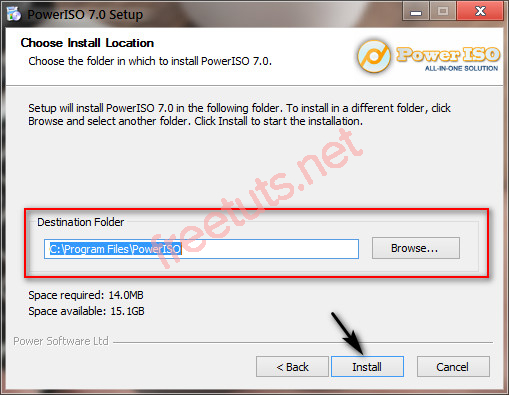 PowerISO 7.0 Setup
Choose Install Location
Choose the folder in which to install PowerISO 7.0.
Power ISO
ALL-IN-ONE SOLUTION
Setup will install PowerISO 7.0 in the following folder. To install in a different folder, click
Browse and select another folder. Click Install to start the installation.
freetuts.net
Destination Folder
C:\Program Files\PowerISO
Browse...
Space required: 14.0MB
Space available: 15.1GB
Power Software Ltd
< Back
Install
Cancel